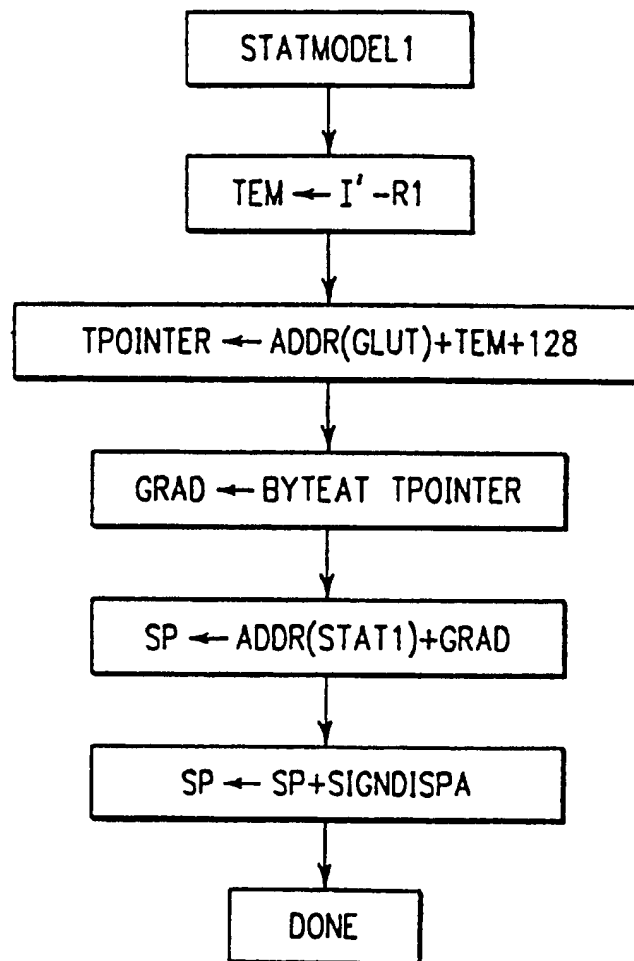 STATMODEL1
TEM ← I' -R1
TPOINTER ← ADDR(GLUT)+TEM+128
GRAD ← BYTEAT TPOINTER
SP ← ADDR(STAT1)+GRAD
SP ← SP+SIGNDISPA
DONE